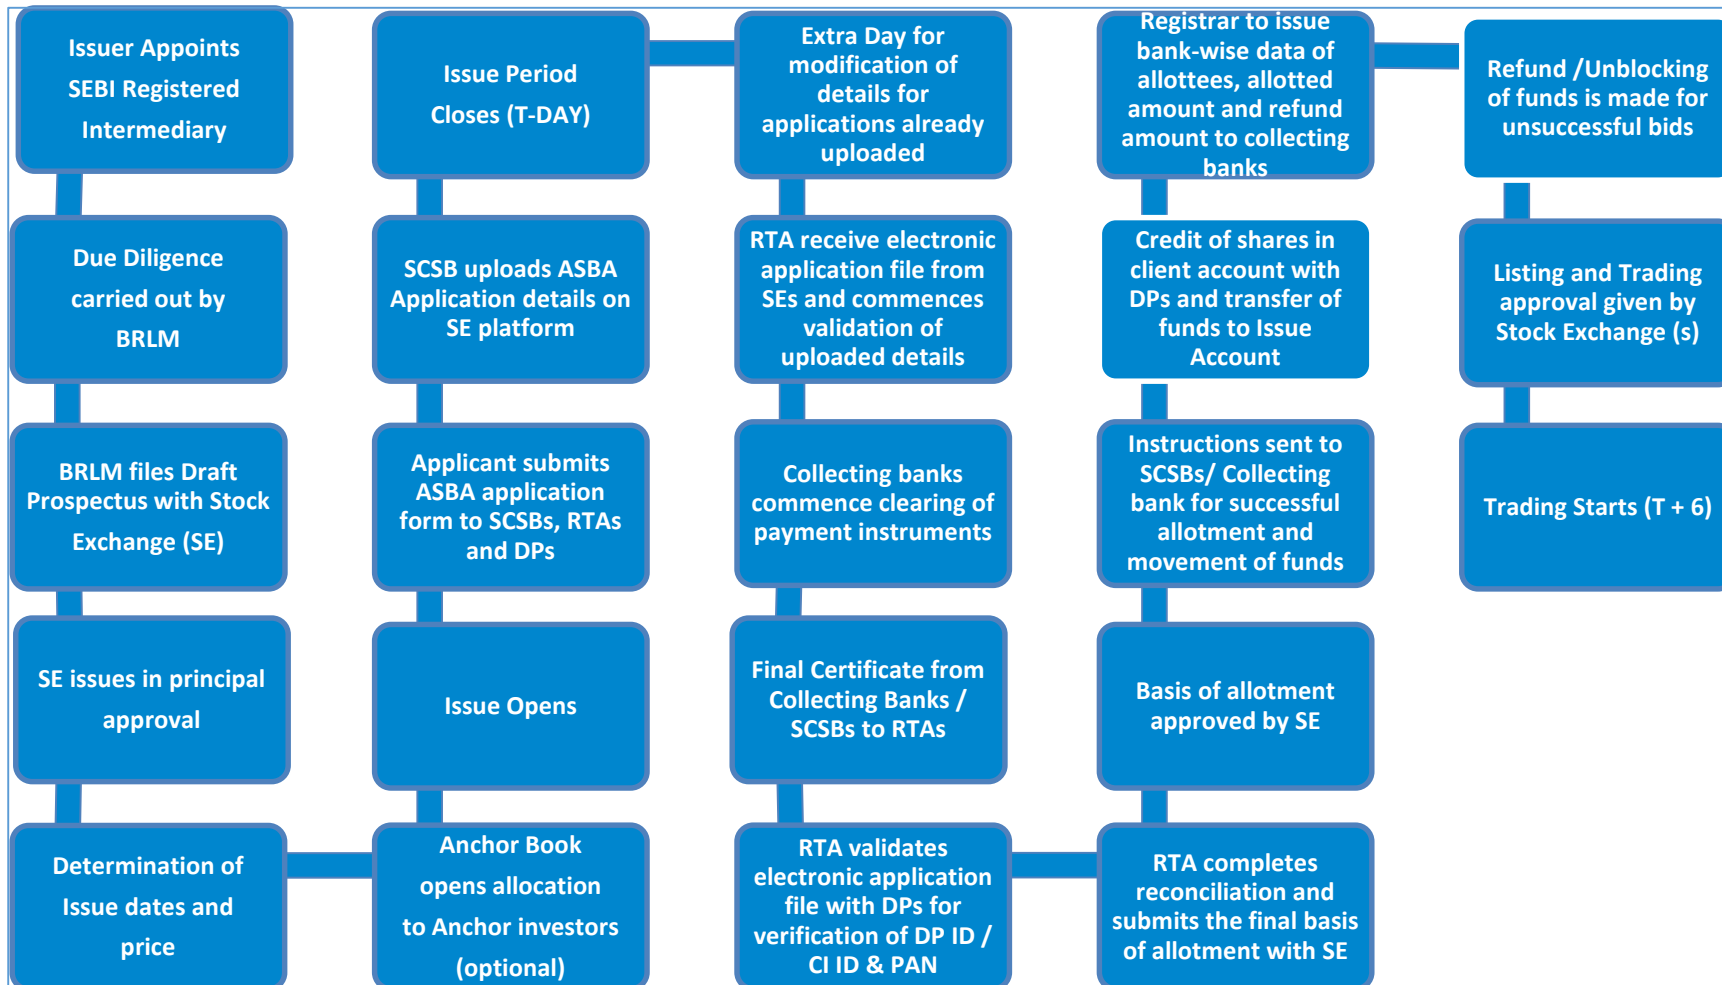 Issuer Appoints
SEBI Registered
Intermediary
Due Diligence
carried out by
BRLM
BRLM files Draft
Prospectus with Stock
Exchange (SE)
SE issues in principal
approval
Determination of
Issue dates and
price
Anchor Book
opens allocation
to Anchor investors
(optional)
Issue Opens
Applicant submits
ASBA application
form to SCSBs, RTAs
and DPs
SCSB uploads ASBA
Application details on
SE platform
Issue Period
Closes (T-DAY)
Extra Day for
modification of
details for
applications already
uploaded
RTA receive electronic
application file from
SEs and commences
validation of
uploaded details
Collecting banks
commence clearing of
payment instruments
Final Certificate from
Collecting Banks /
SCSBs to RTAs
RTA validates
electronic application
file with DPs for
verification of DP ID /
CI ID & PAN
RTA completes
reconciliation and
submits the final basis
of allotment with SE
Basis of allotment
approved by SE
Instructions sent to
SCSBs/ Collecting
bank for successful
allotment and
movement of funds
Credit of shares in
client account with
DPs and transfer of
funds to Issue
Account
Registrar to issue
bank-wise data of
allottees, allotted
amount and refund
amount to collecting
banks
Refund /Unblocking
of funds is made for
unsuccessful bids
Listing and Trading
approval given by
Stock Exchange (s)
Trading Starts (T + 6)